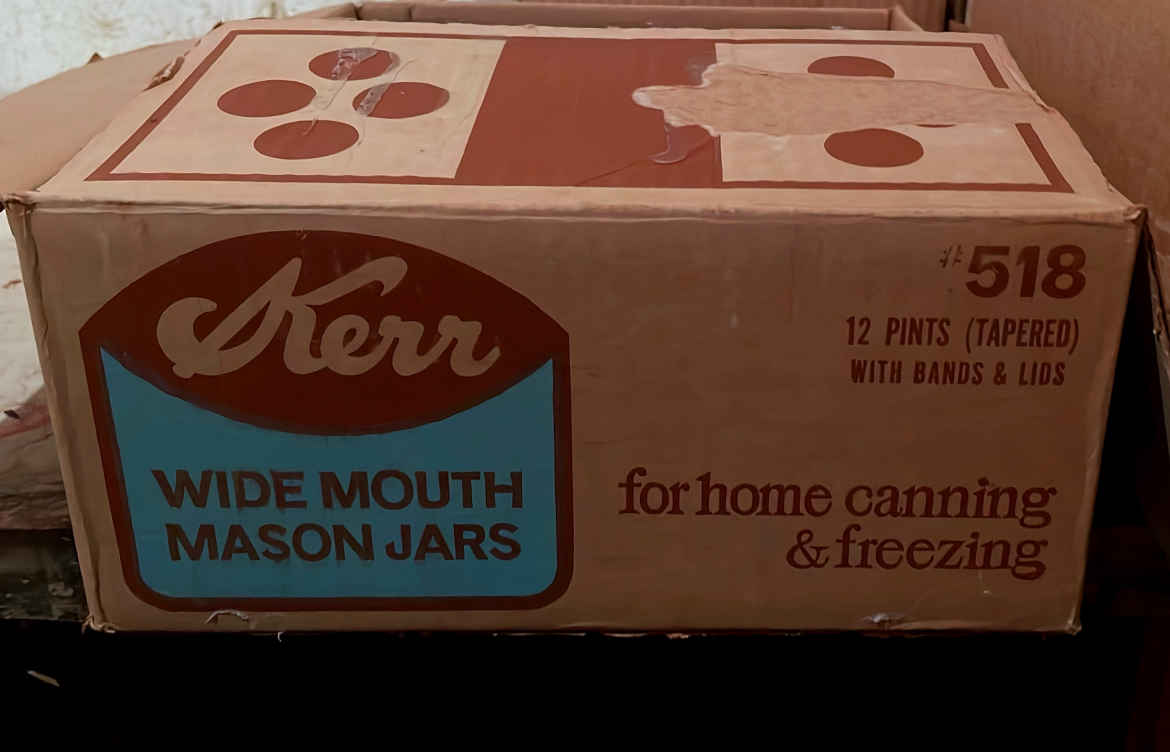 Kerr
WIDE MOUTH
MASON JARS
#518
12 PINTS (TAPERED)
WITH BANDS & LIDS
for home canning
& freezing